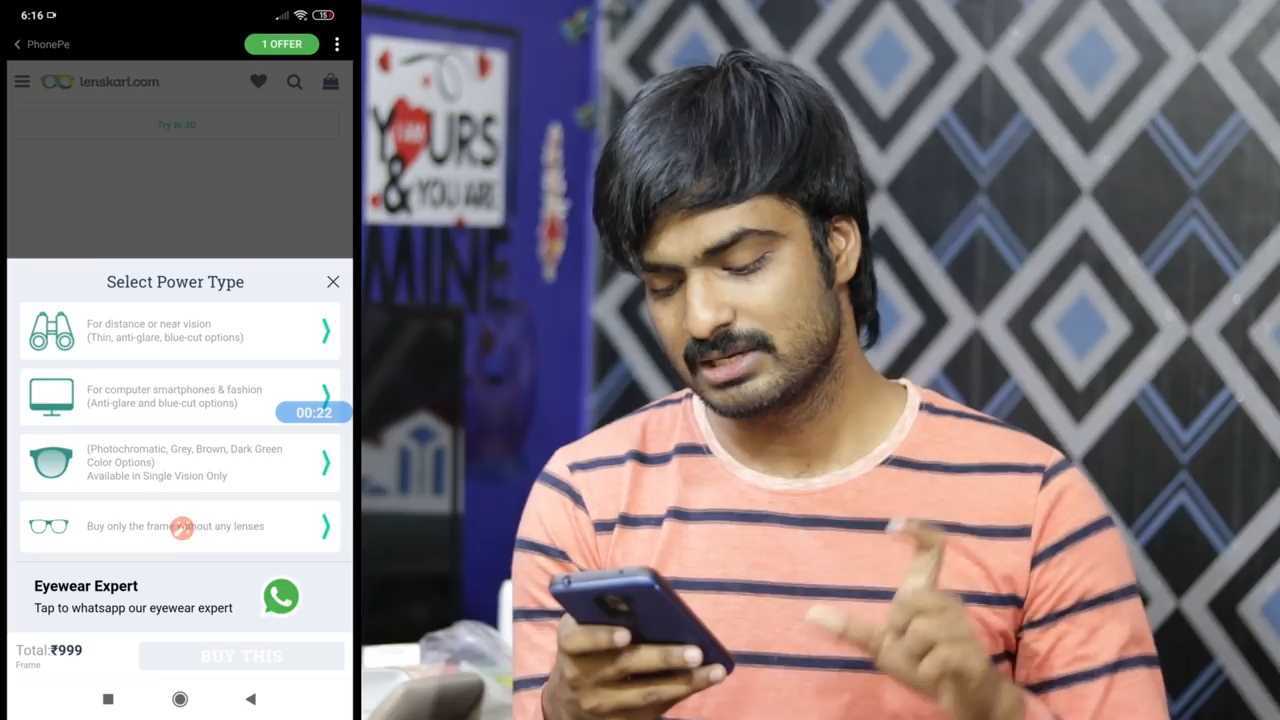 6:16
15
PhonePe
1 OFFER
lenskart.com
Try In 3D
Select Power Type
For distance or near vision
(Thin, anti-glare, blue-cut options)
For computer smartphones & fashion
(Anti-glare and blue-cut options)
00:22
(Photochromatic, Grey, Brown, Dark Green
Color Options)
Available in Single Vision Only
Buy only the frame without any lenses
Eyewear Expert
Tap to whatsapp our eyewear expert
Total:₹999
Frame
BUY THIS
I AM
YOURS
& YOU ARE
MINE